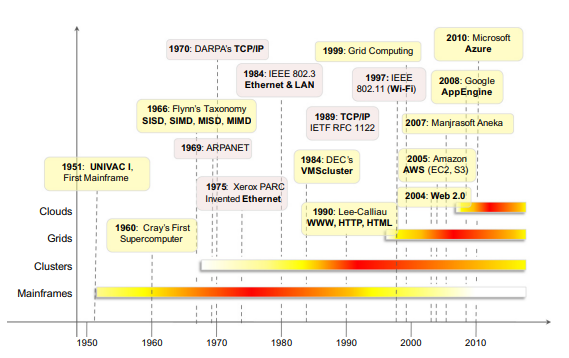 2010: Microsoft
Azure
1970: DARPA's TCP/IP
1999: Grid Computing
1984: IEEE 802.3
Ethernet & LAN
1997: IEEE
802.11 (Wi-Fi)
2008: Google
AppEngine
1966: Flynn's Taxonomy
SISD, SIMD, MISD, MIMD
1989: TCP/IP
IETF RFC 1122
2007: Manjrasoft Aneka
1969: ARPANET
1951: UNIVAC I,
First Mainframe
1984: DEC's
VMScluster
2005: Amazon
AWS (EC2, S3)
1975: Xerox PARC
Invented Ethernet
2004: Web 2.0
1990: Lee-Calliau
WWW, HTTP, HTML
1960: Cray's First
Supercomputer
Clouds
Grids
Clusters
Mainframes
1950 1960 1970 1980 1990 2000 2010